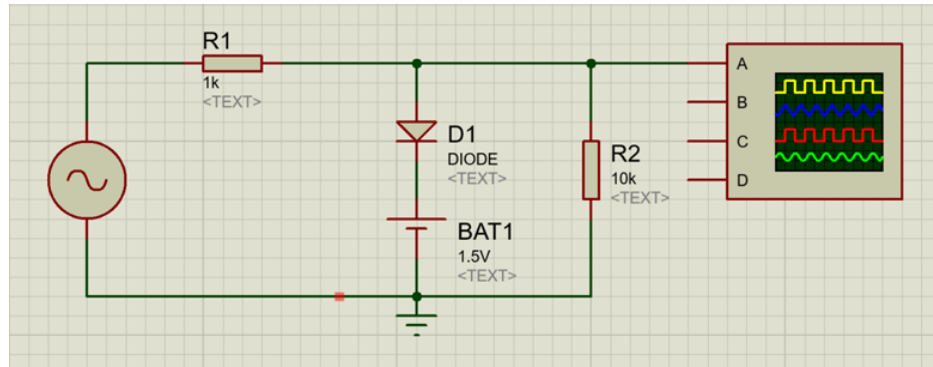 R1
1k
<TEXT>
D1
DIODE
<TEXT>
BAT1
1.5V
<TEXT>
R2
10k
<TEXT>
A
B
C
D